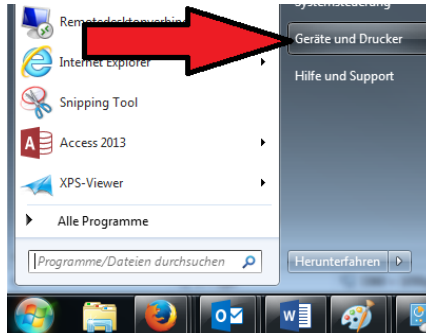 Systemsteuerung
Remotedesktopverbin
Geräte und Drucker
Internet Explorer
Hilfe und Support
Snipping Tool
Access 2013
XPS-Viewer
Alle Programme
Programme/Dateien durchsuchen
Herunterfahren